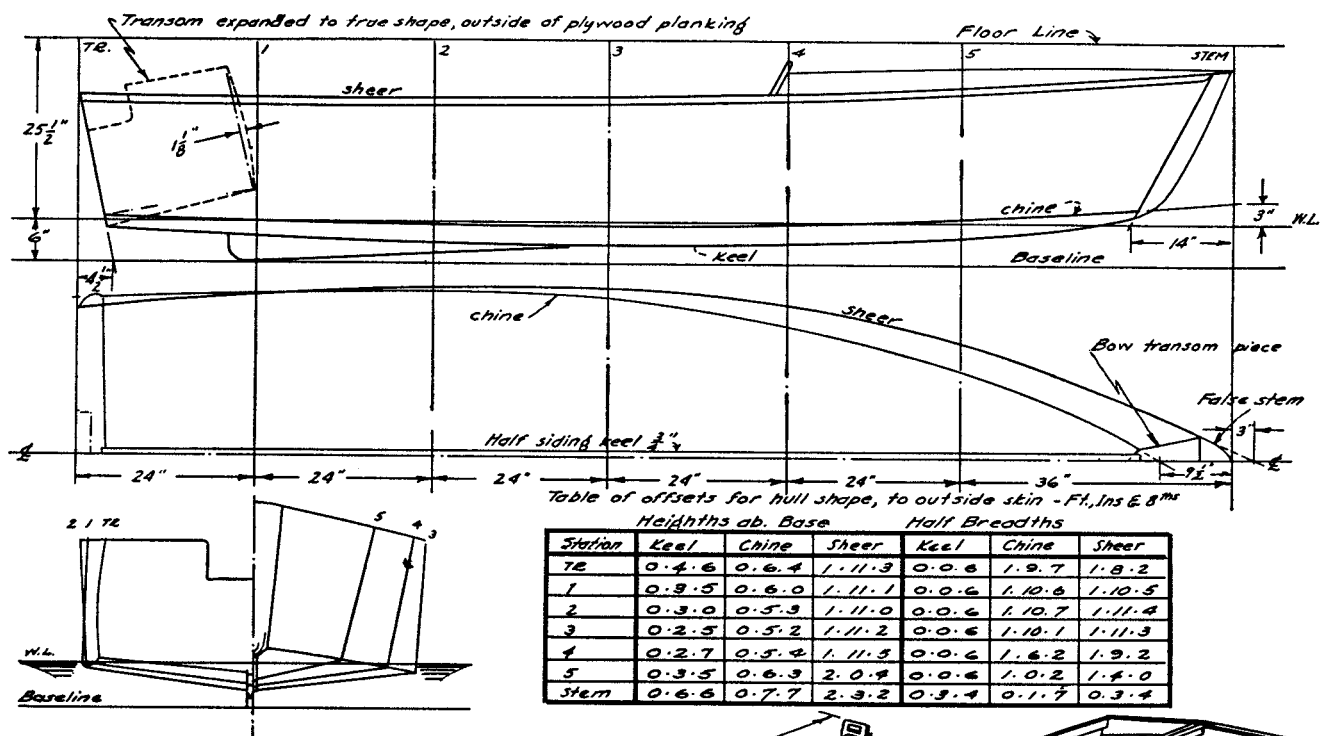 Transom expanded to true shape, outside of plywood planking
TR.
1
2
3
4
Floor Line
5
STEM
sheer
25 1/2"
1 1/8"
chine
3"
W.L.
6"
14"
4 1/2"
keel
Baseline
chine
sheer
Bow transom piece
False stem
3"
Half siding keel 3/4"
9 1/2"
24"
24"
24"
24"
24"
36"
Table of offsets for hull shape, to outside skin - Ft., Ins & 8ths
Heighths ab. Base Half Breadths
Station Keel Chine Sheer Keel Chine Sheer
TR 0.4.6 0.6.4 1.11.3 0.0.6 1.9.7 1.8.2
1 0.3.5 0.6.0 1.11.1 0.0.6 1.10.6 1.10.5
2 0.3.0 0.5.3 1.11.0 0.0.6 1.10.7 1.11.4
3 0.2.5 0.5.2 1.11.2 0.0.6 1.10.1 1.11.3
4 0.2.7 0.5.4 1.11.5 0.0.6 1.6.2 1.9.2
5 0.3.5 0.6.3 2.0.4 0.0.6 1.0.2 1.4.0
Stem 0.6.6 0.7.7 2.3.2 0.3.4 0.1.7 0.3.4
2 1 TR
5 4 3
W.L.
Baseline